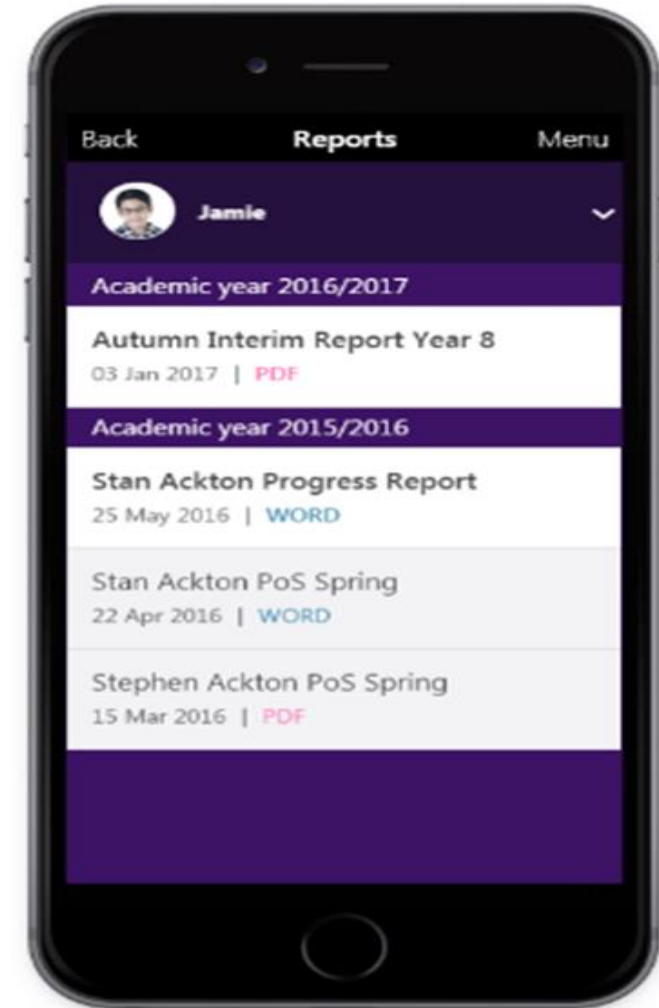 Back Reports Menu
Jamie
Academic year 2016/2017
Autumn Interim Report Year 8
03 Jan 2017 | PDF
Academic year 2015/2016
Stan Ackton Progress Report
25 May 2016 | WORD
Stan Ackton PoS Spring
22 Apr 2016 | WORD
Stephen Ackton PoS Spring
15 Mar 2016 | PDF